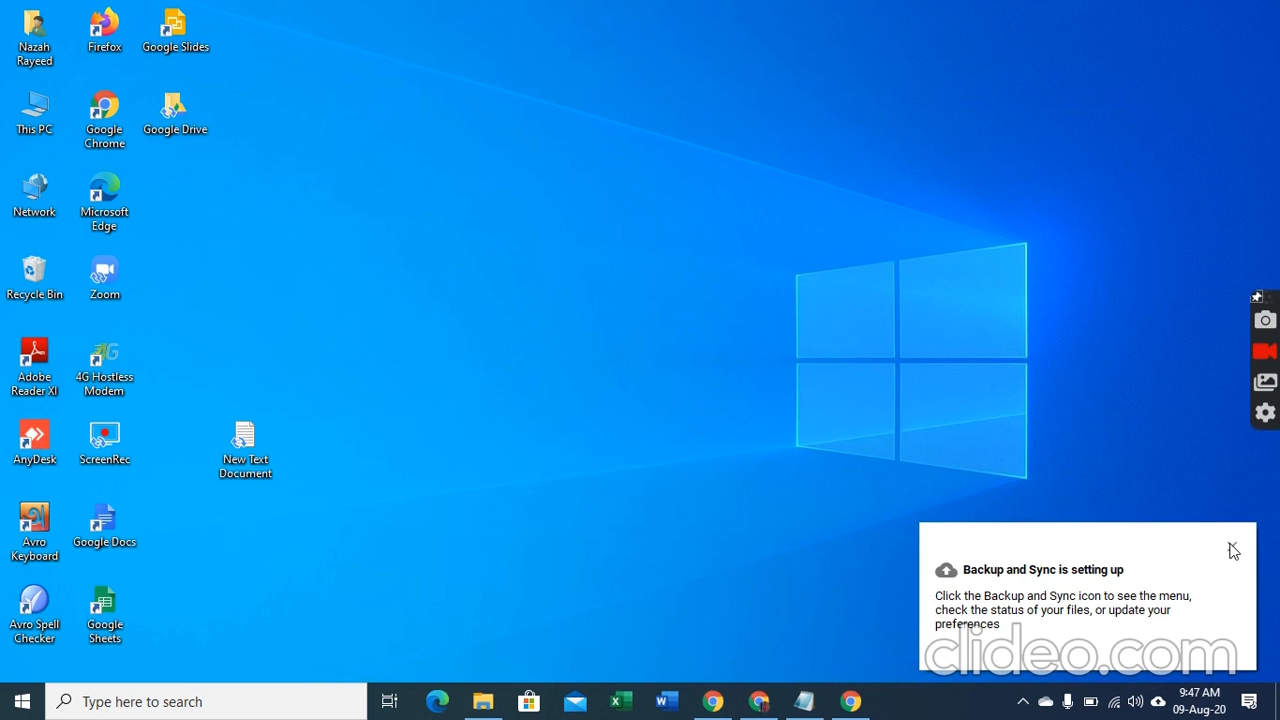 Nazah
Rayeed
Firefox
Google Slides
This PC
Google
Chrome
Google Drive
Network
Microsoft
Edge
Recycle Bin
Zoom
Adobe
Reader XI
4G Hostless
Modem
AnyDesk
ScreenRec
New Text
Document
Avro
Keyboard
Google Docs
Avro Spell
Checker
Google
Sheets
Backup and Sync is setting up
Click the Backup and Sync icon to see the menu,
check the status of your files, or update your
preferences
clideo.com
Type here to search
9:47 AM
09-Aug-20